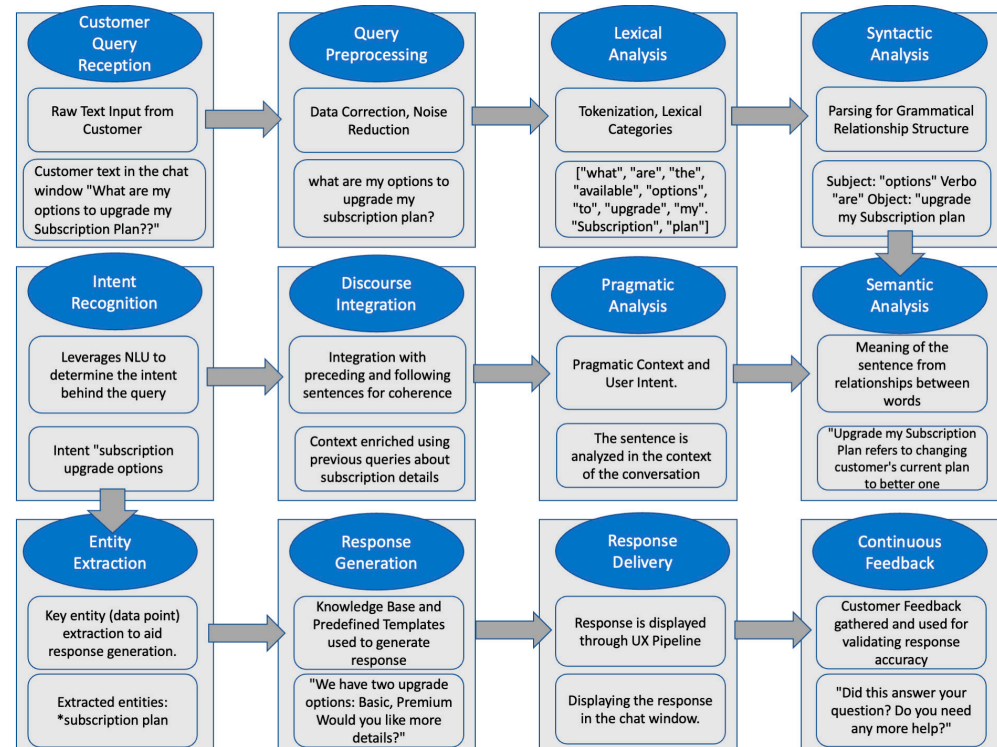 Customer
Query
Reception
Raw Text Input from
Customer
Customer text in the chat
window "What are my
options to upgrade my
Subscription Plan??"
Query
Preprocessing
Data Correction, Noise
Reduction
what are my options to
upgrade my
subscription plan?
Lexical
Analysis
Tokenization, Lexical
Categories
["what", "are", "the",
"available", "options",
"to", "upgrade", "my".
"Subscription", "plan"]
Syntactic
Analysis
Parsing for Grammatical
Relationship Structure
Subject: "options" Verbo
"are" Object: "upgrade
my Subscription plan
Intent
Recognition
Leverages NLU to
determine the intent
behind the query
Intent "subscription
upgrade options
Discourse
Integration
Integration with
preceding and following
sentences for coherence
Context enriched using
previous queries about
subscription details
Pragmatic
Analysis
Pragmatic Context and
User Intent.
The sentence is
analyzed in the context
of the conversation
Semantic
Analysis
Meaning of the
sentence from
relationships between
words
"Upgrade my Subscription
Plan refers to changing
customer's current plan
to better one
Entity
Extraction
Key entity (data point)
extraction to aid
response generation.
Extracted entities:
*subscription plan
Response
Generation
Knowledge Base and
Predefined Templates
used to generate
response
"We have two upgrade
options: Basic, Premium
Would you like more
details?"
Response
Delivery
Response is displayed
through UX Pipeline
Displaying the response
in the chat window.
Continuous
Feedback
Customer Feedback
gathered and used for
validating response
accuracy
"Did this answer your
question? Do you need
any more help?"